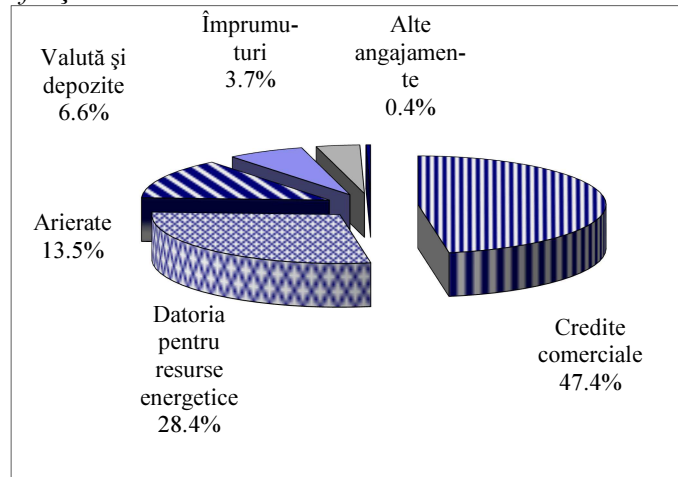 Împrumu-
turi
3.7%
Alte
angajamen-
te
0.4%
Valută şi
depozite
6.6%
Arierate
13.5%
Datoria
pentru
resurse
energetice
28.4%
Credite
comerciale
47.4%